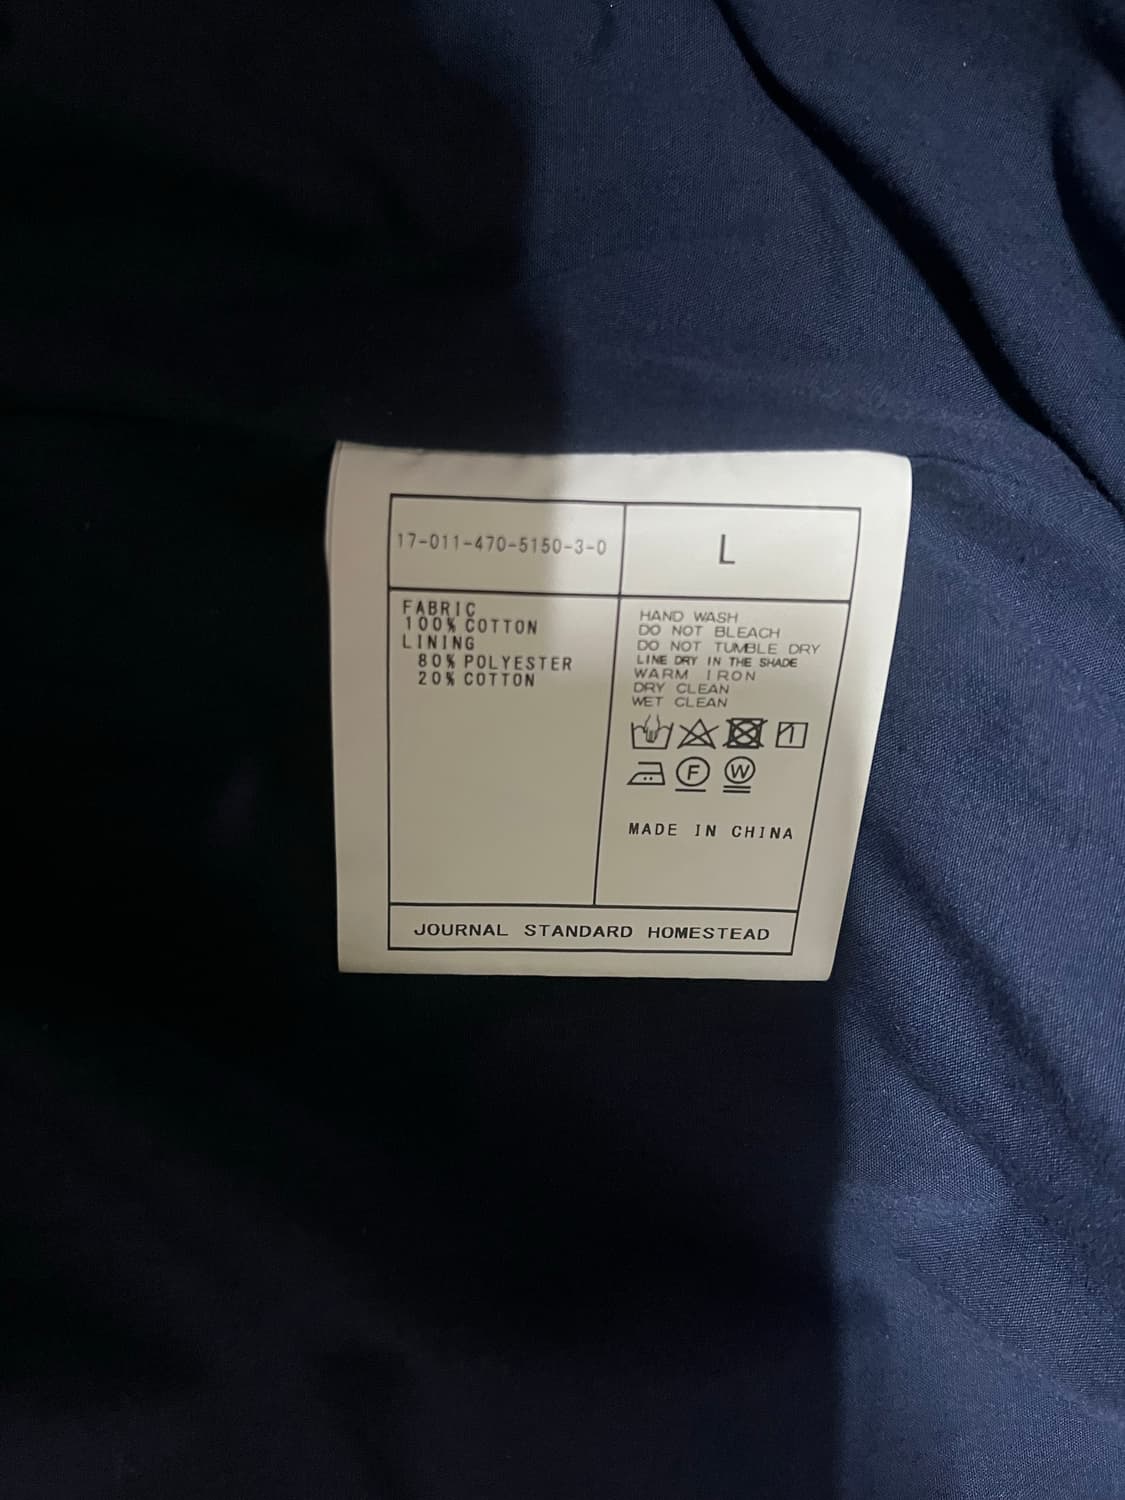 17-011-470-5150-3-0
L
FABRIC
100% COTTON
LINING
80% POLYESTER
20% COTTON
HAND WASH
DO NOT BLEACH
DO NOT TUMBLE DRY
LINE DRY IN THE SHADE
WARM IRON
DRY CLEAN
WET CLEAN
F W
MADE IN CHINA
JOURNAL STANDARD HOMESTEAD